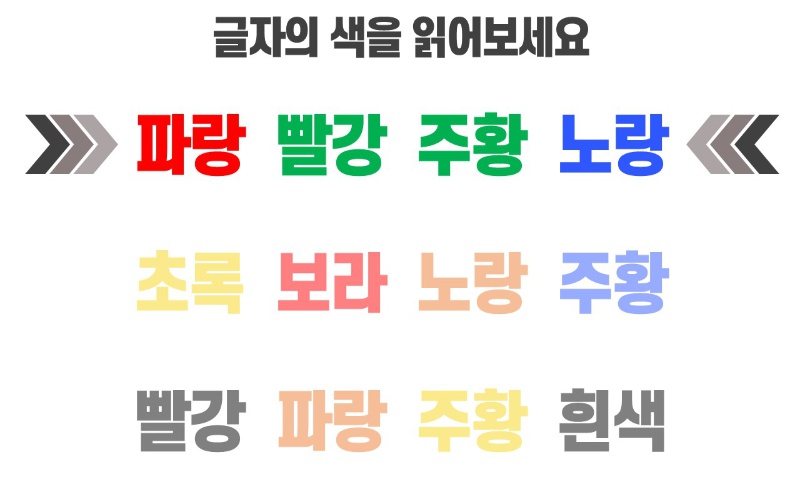 글자의 색을 읽어보세요
파랑 빨강 주황 노랑
초록 보라 노랑 주황
빨강 파랑 주황 흰색